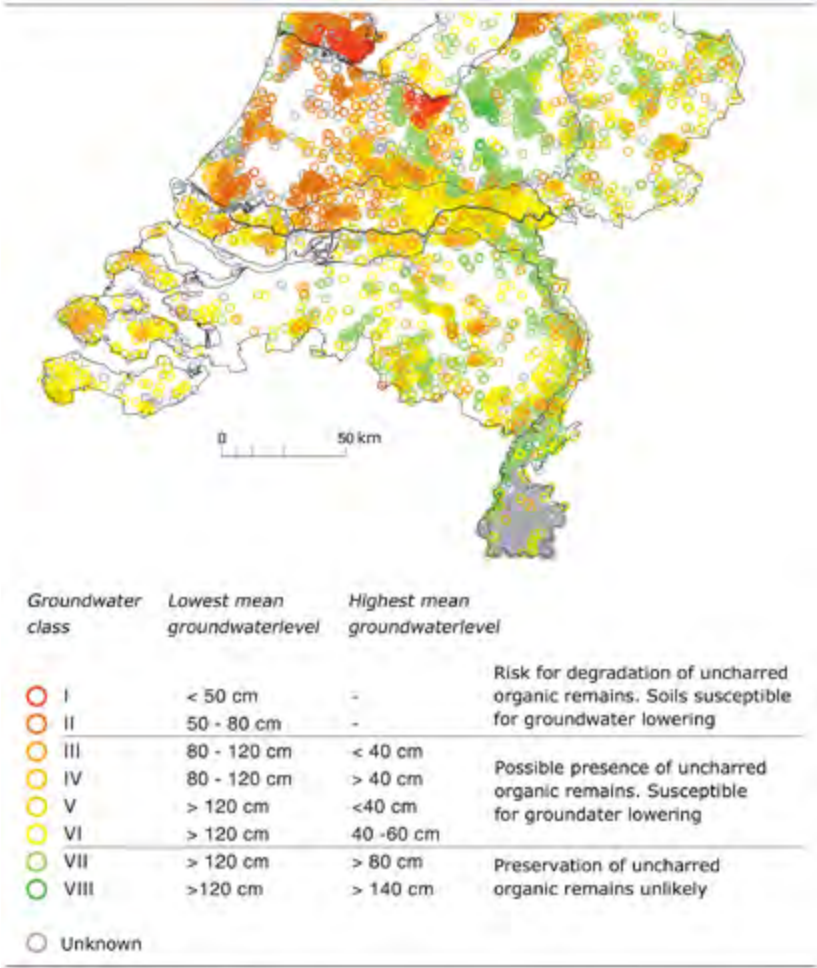 0 50 km
Groundwater class Lowest mean groundwaterlevel Highest mean groundwaterlevel
Risk for degradation of uncharred organic remains. Soils susceptible for groundwater lowering
I < 50 cm -
II 50 - 80 cm -
III 80 - 120 cm < 40 cm
IV 80 - 120 cm > 40 cm
Possible presence of uncharred organic remains. Susceptible for groundater lowering
V > 120 cm <40 cm
VI > 120 cm 40 -60 cm
VII > 120 cm > 80 cm
VIII >120 cm > 140 cm
Preservation of uncharred organic remains unlikely
Unknown